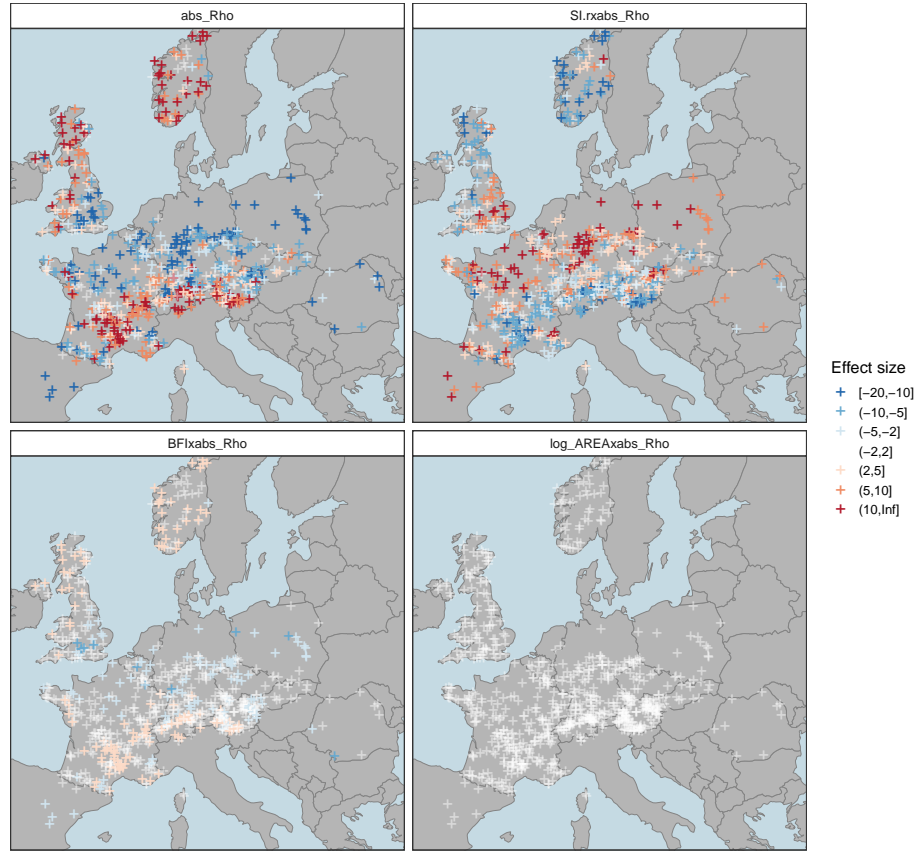 abs_Rho
SI.rxabs_Rho
BFIxabs_Rho
log_AREAxabs_Rho
Effect size
[−20,−10]
(−10,−5]
(−5,−2]
(−2,2]
(2,5]
(5,10]
(10,Inf]